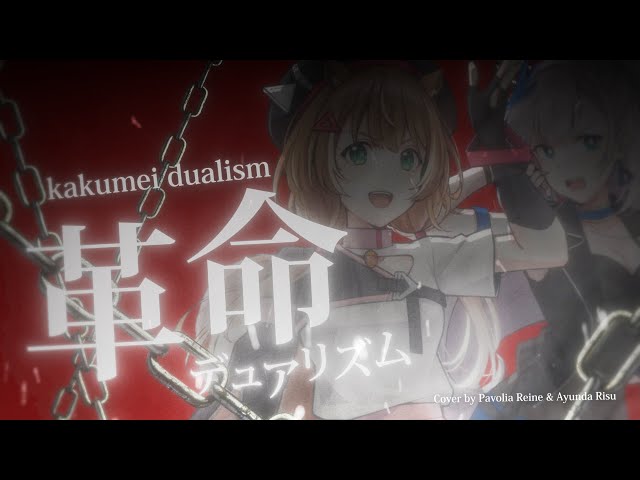 kakumei dualism
革命
デュアリズム
Cover by Pavolia Reine & Ayunda Risu